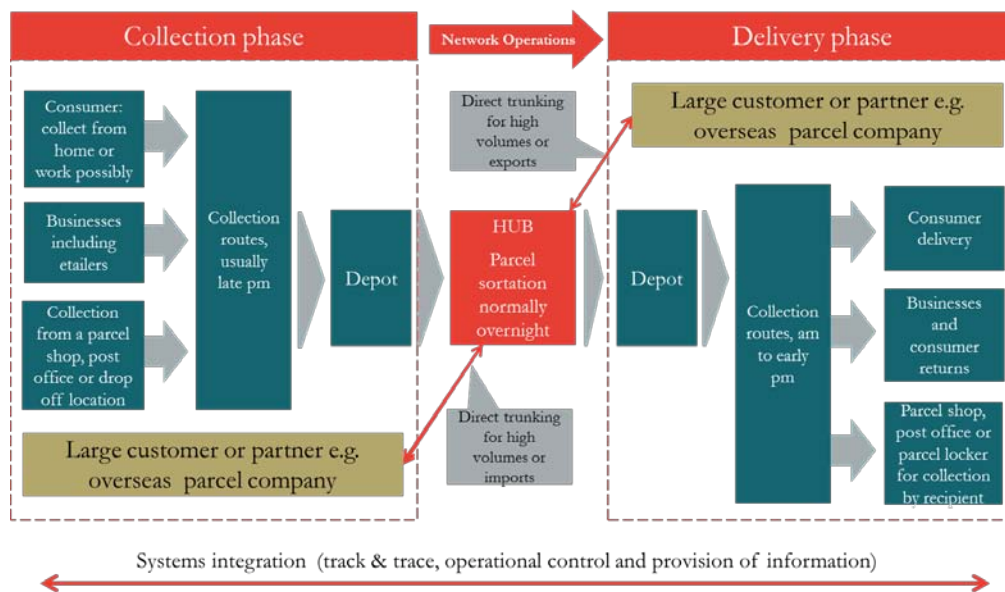 Collection phase
Network Operations
Delivery phase
Consumer:
collect from
home or
work possibly
Businesses
including
etailers
Collection
from a parcel
shop, post
office or drop
off location
Collection
routes,
usually
late pm
Depot
Large customer or partner e.g.
overseas parcel company
Direct trunking
for high
volumes or
exports
HUB
Parcel
sortation
normally
overnight
Direct trunking
for high
volumes or
imports
Large customer or partner e.g.
overseas parcel company
Depot
Collection
routes, am
to early
pm
Consumer
delivery
Businesses
and
consumer
returns
Parcel shop,
post office or
parcel locker
for collection
by recipient
Systems integration (track & trace, operational control and provision of information)